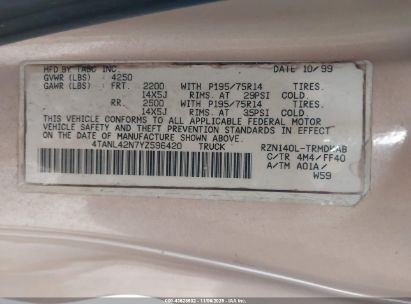 MFD BY TABC INC DATE 10/99
GVWR (LBS) 4250
GAWR (LBS) FRT. 2200 WITH P195/75R14 TIRES.
14X5J RIMS. AT 29PSI COLD
RR. 2500 WITH P195/75R14 TIRES.
14X5J RIMS. AT 35PSI COLD
THIS VEHICLE CONFORMS TO ALL APPLICABLE FEDERAL MOTOR
VEHICLE SAFETY AND THEFT PREVENTION STANDARDS IN EFFECT
ON THE DATE OF MANUFACTURE SHOWN ABOVE.
4TANL42N7YZ596420 TRUCK RZN140L-TRMDKAB
C/TR 4M4/FF40
A/TM A01A/
W59